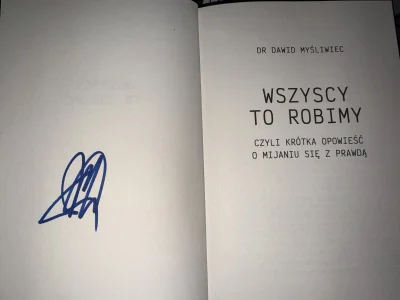 DR DAWID MYŚLIWIEC
WSZYSCY
TO ROBIMY
CZYLI KRÓTKA OPOWIEŚĆ
O MIJANIU SIĘ Z PRAWDĄ